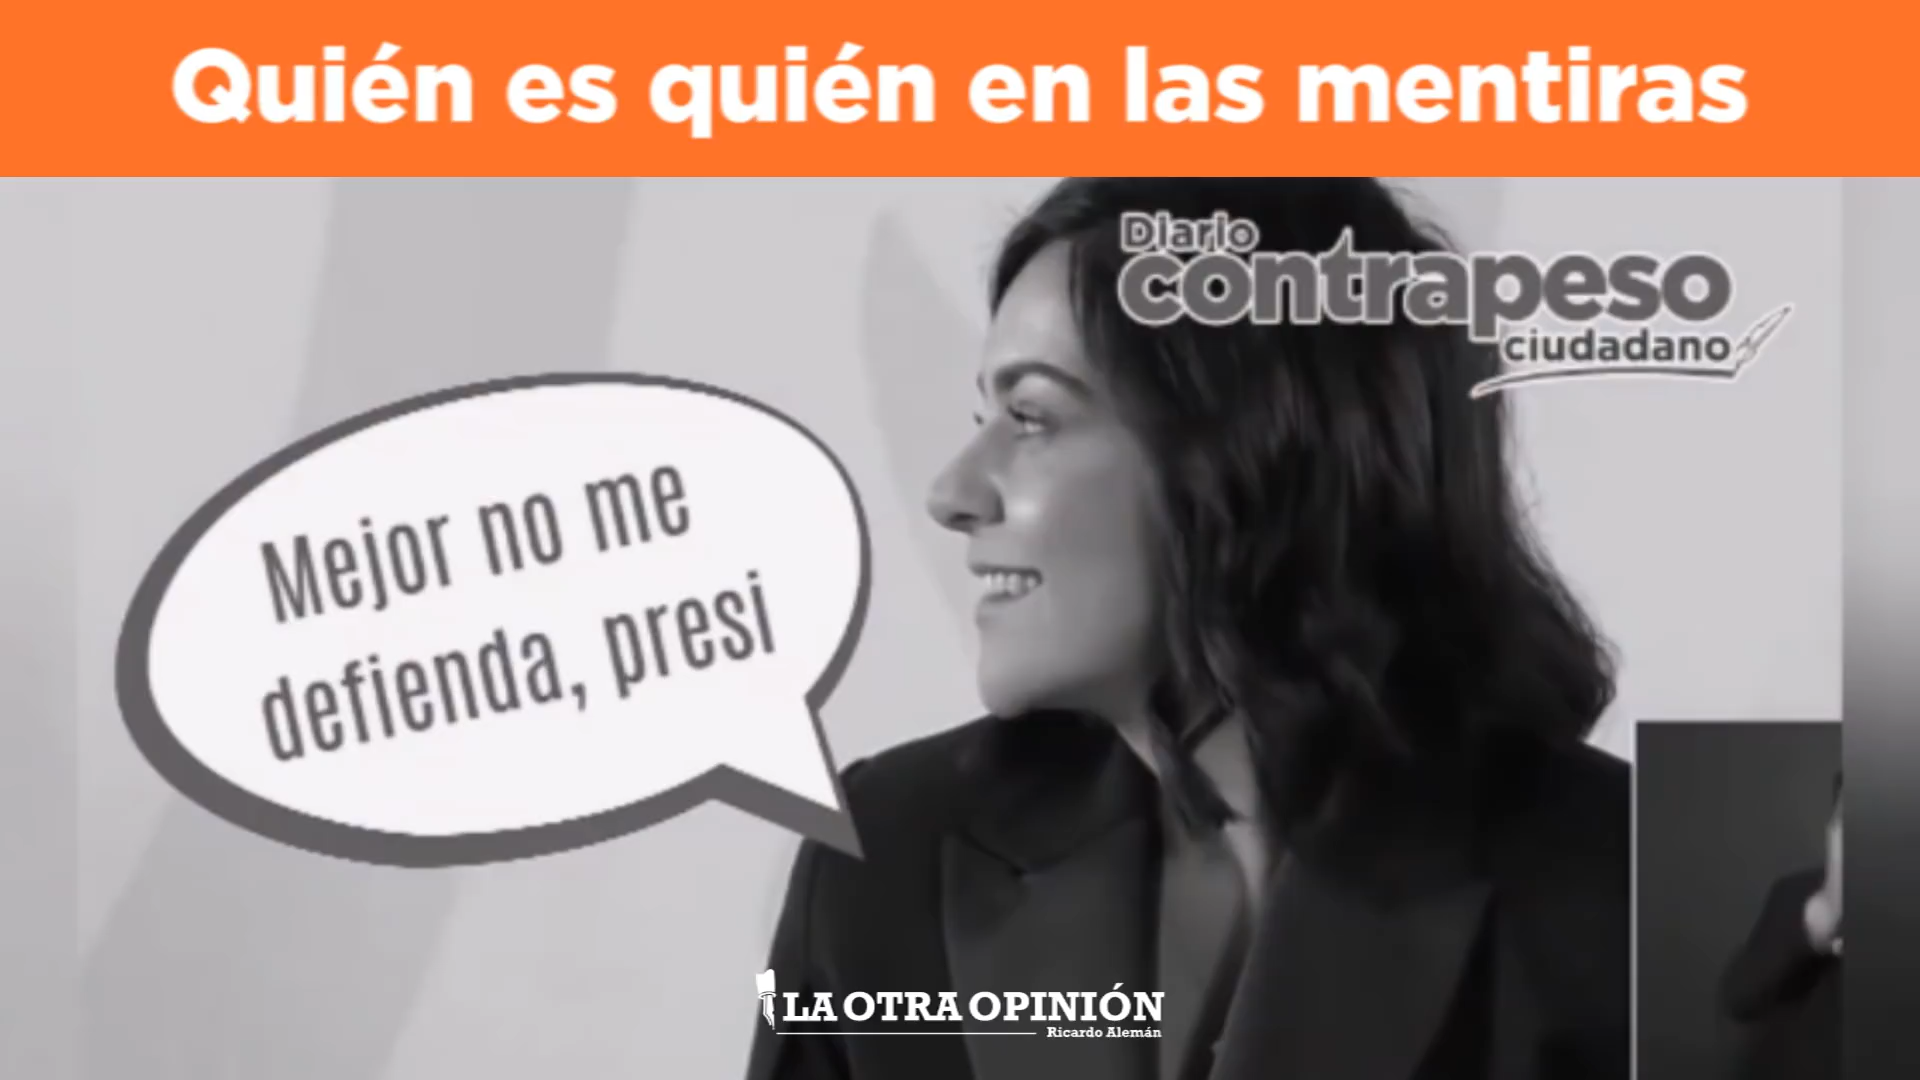 Quién es quién en las mentiras
Diario
contrapeso
ciudadano
Mejor no me
defienda, presi
LA OTRA OPINIÓN
Ricardo Alemán